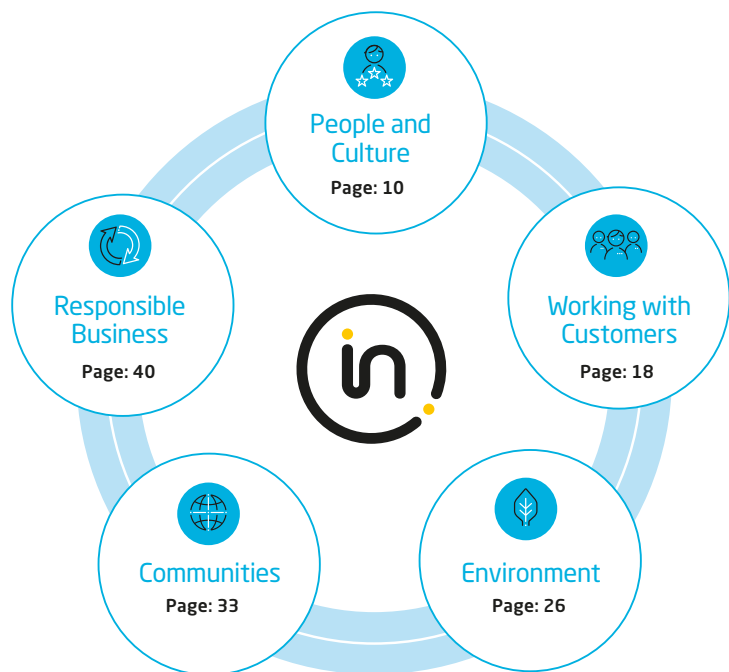 People and
Culture
Page: 10
Working with
Customers
Page: 18
Environment
Page: 26
Communities
Page: 33
Responsible
Business
Page: 40
in